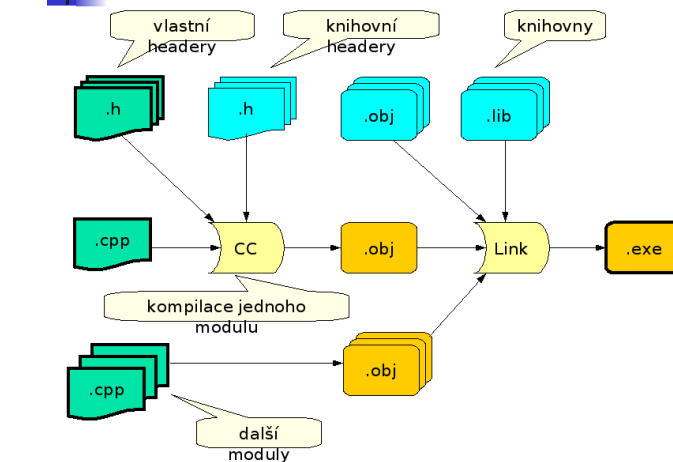 vlastní
headery
knihovní
headery
knihovny
.h
.h
.obj
.lib
.cpp
CC
.obj
Link
.exe
kompilace jednoho
modulu
.cpp
.obj
další
moduly